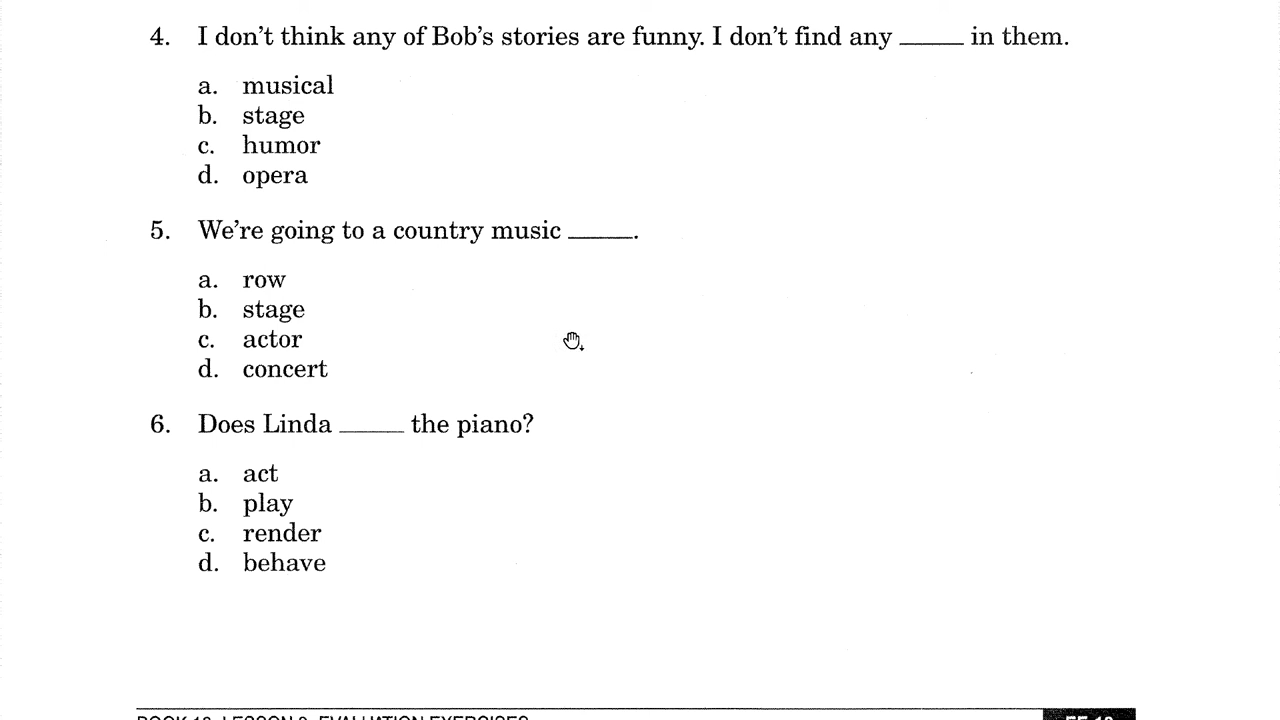 4. I don't think any of Bob's stories are funny. I don't find any _____ in them.
a. musical
b. stage
c. humor
d. opera
5. We're going to a country music _____.
a. row
b. stage
c. actor
d. concert
6. Does Linda _____ the piano?
a. act
b. play
c. render
d. behave
EVALUATION EXERCISES